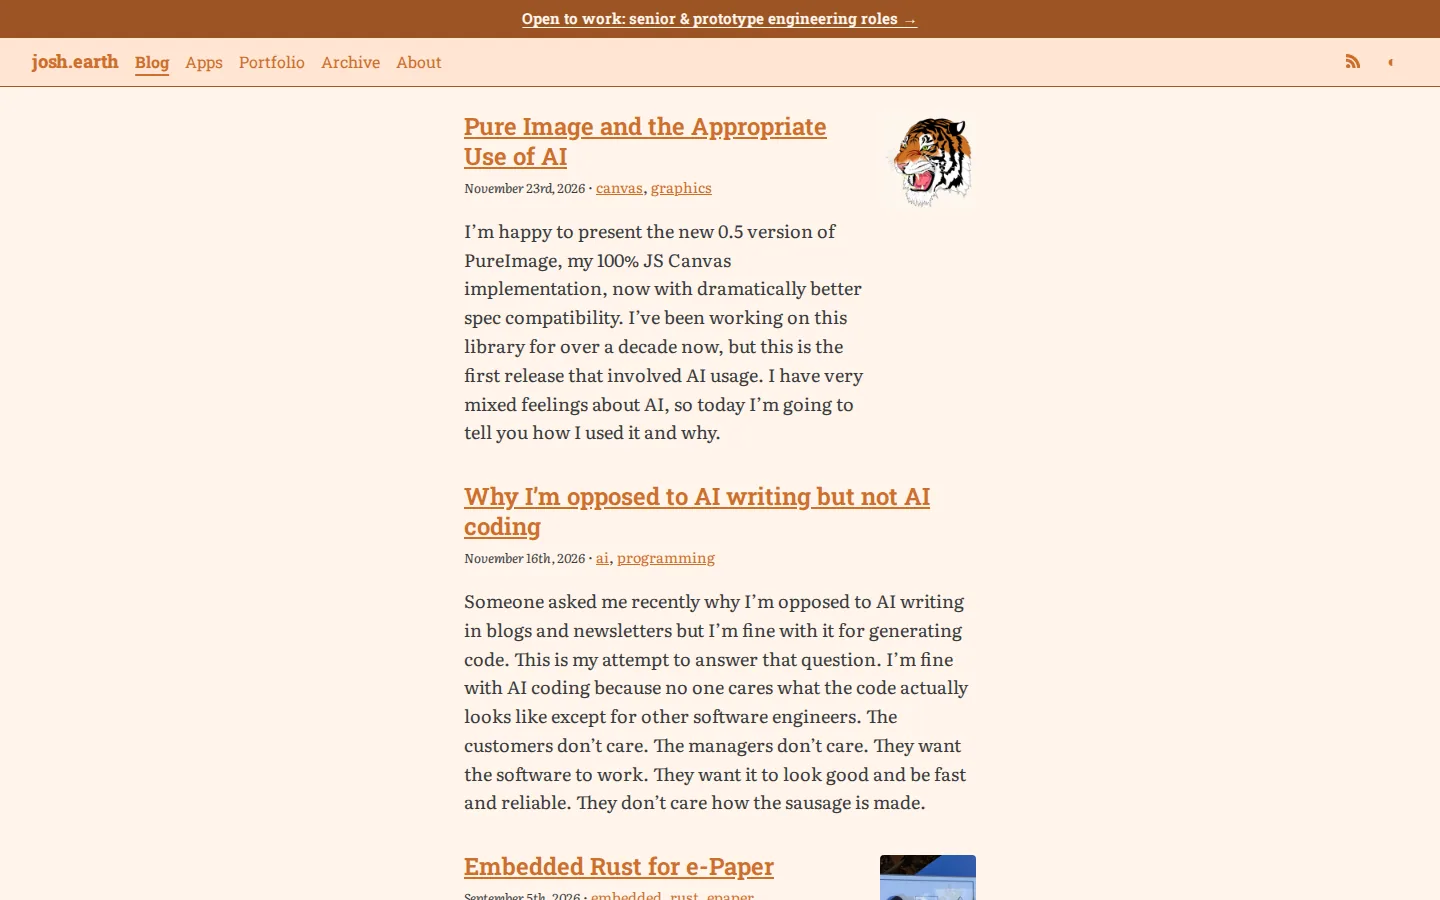 Open to work: senior & prototype engineering roles →
josh.earth Blog Apps Portfolio Archive About
Pure Image and the Appropriate
Use of AI
November 23rd, 2026 · canvas, graphics
I’m happy to present the new 0.5 version of
PureImage, my 100% JS Canvas
implementation, now with dramatically better
spec compatibility. I’ve been working on this
library for over a decade now, but this is the
first release that involved AI usage. I have very
mixed feelings about AI, so today I’m going to
tell you how I used it and why.
Why I’m opposed to AI writing but not AI
coding
November 16th, 2026 · ai, programming
Someone asked me recently why I’m opposed to AI writing
in blogs and newsletters but I’m fine with it for generating
code. This is my attempt to answer that question. I’m fine
with AI coding because no one cares what the code actually
looks like except for other software engineers. The
customers don’t care. The managers don’t care. They want
the software to work. They want it to look good and be fast
and reliable. They don’t care how the sausage is made.
Embedded Rust for e-Paper
September 5th, 2026 · embedded, rust, epaper